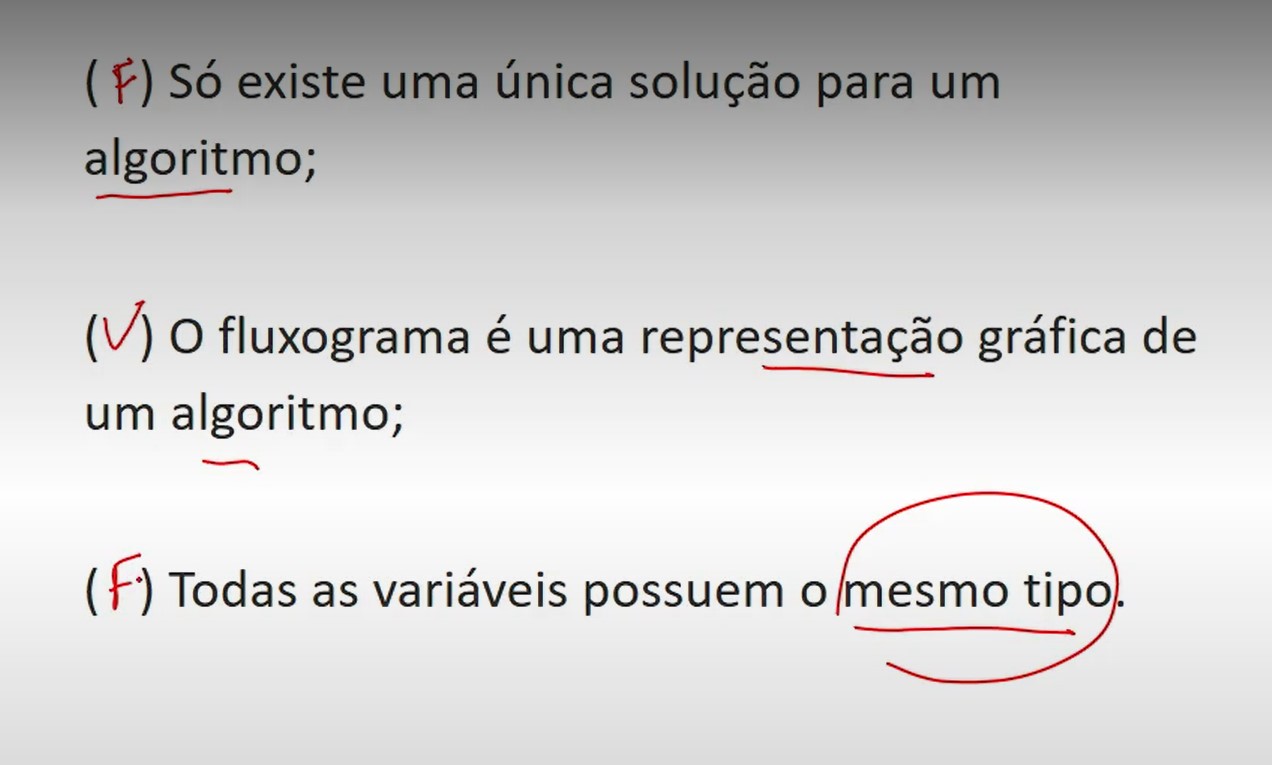 (F) Só existe uma única solução para um
algoritmo;
(V) O fluxograma é uma representação gráfica de
um algoritmo;
(F) Todas as variáveis possuem o mesmo tipo.